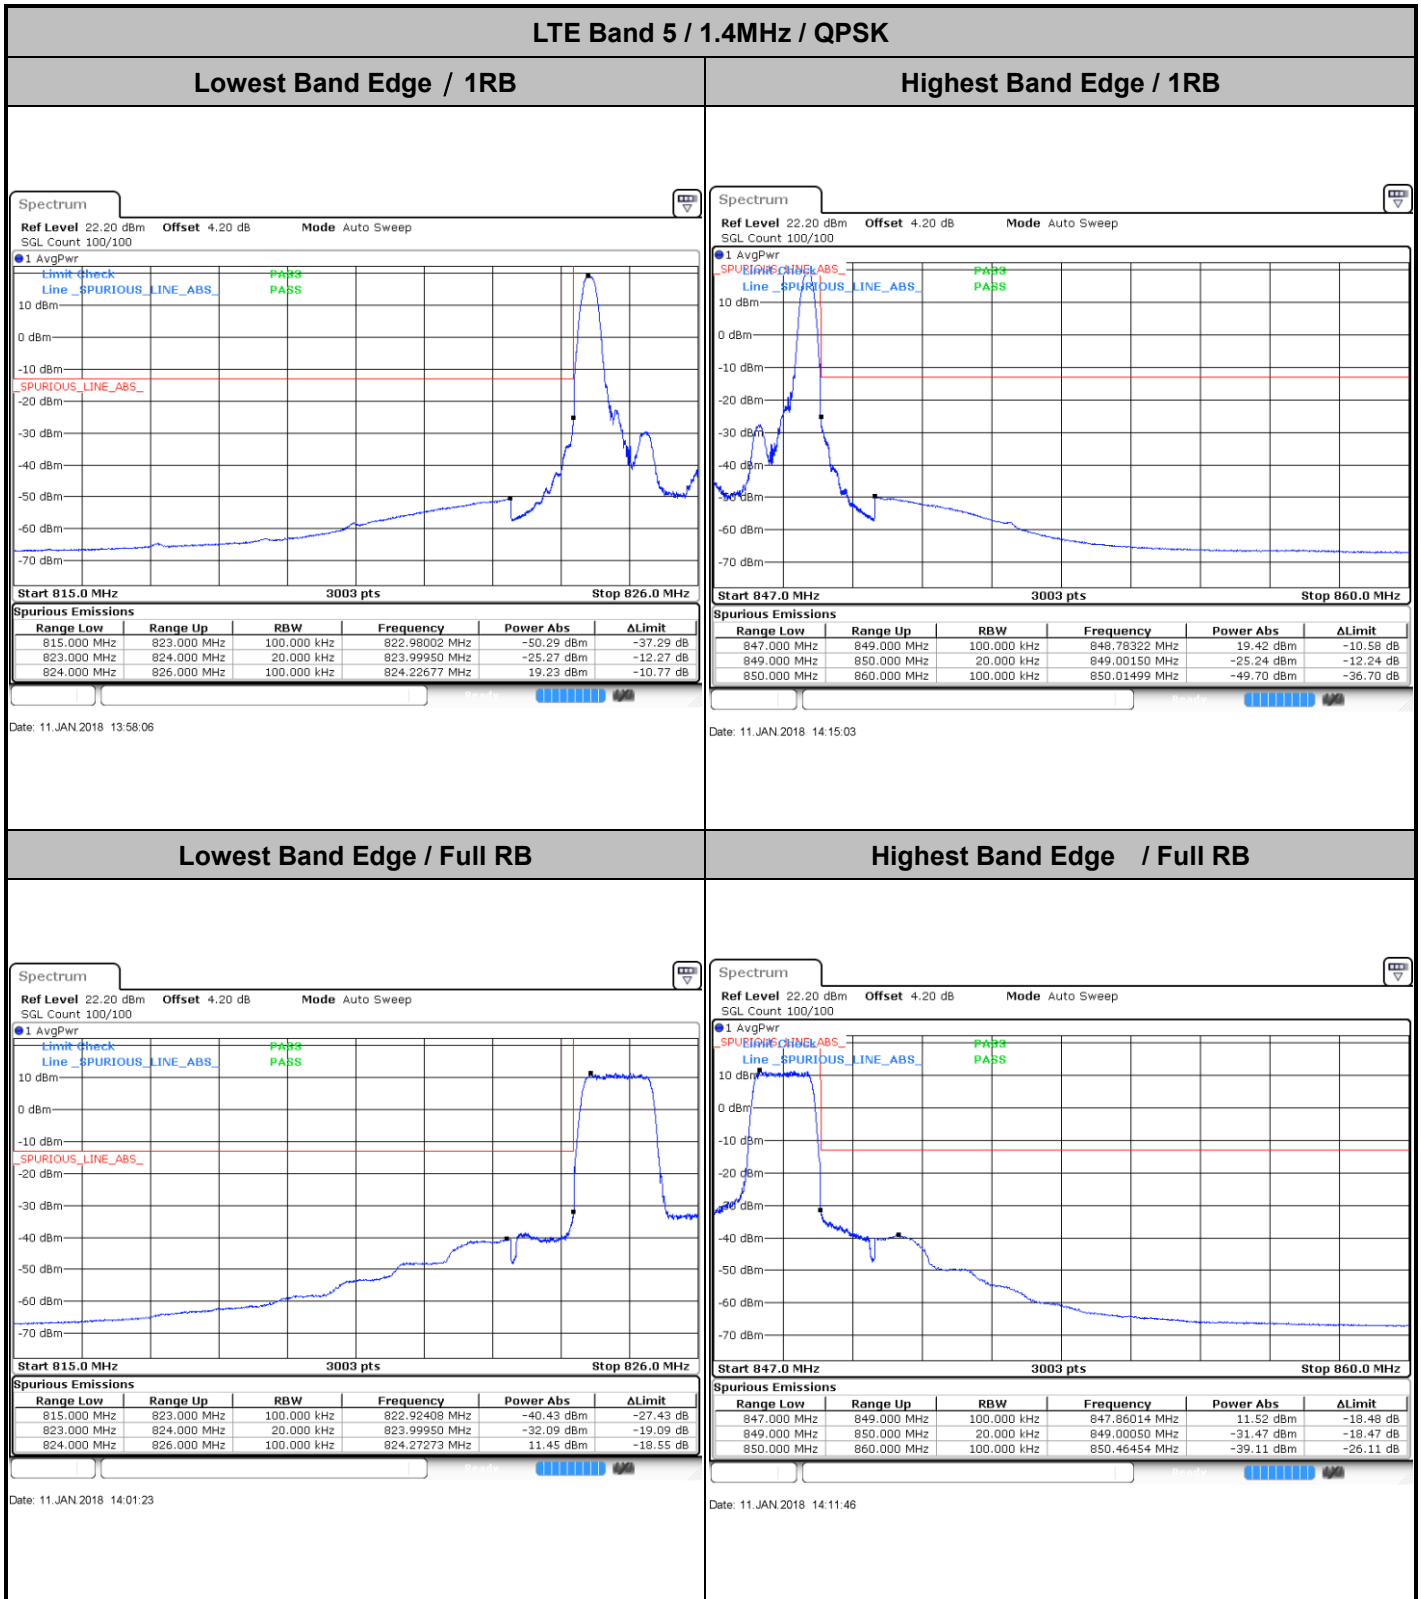 LTE Band 5 / 1.4MHz / QPSK
Lowest Band Edge / 1RB
Highest Band Edge / 1RB
Spectrum
Ref Level 22.20 dBm Offset 4.20 dB Mode Auto Sweep
SGL Count 100/100
1 AvgPwr
Limit Check PASS
Line _SPURIOUS_LINE_ABS_ PASS
10 dBm
0 dBm
-10 dBm
_SPURIOUS_LINE_ABS_
-20 dBm
-30 dBm
-40 dBm
-50 dBm
-60 dBm
-70 dBm
Start 815.0 MHz 3003 pts Stop 826.0 MHz
Spurious Emissions
Range Low Range Up RBW Frequency Power Abs ΔLimit
815.000 MHz 823.000 MHz 100.000 kHz 822.98002 MHz -50.29 dBm -37.29 dB
823.000 MHz 824.000 MHz 20.000 kHz 823.99950 MHz -25.27 dBm -12.27 dB
824.000 MHz 826.000 MHz 100.000 kHz 824.22677 MHz 19.23 dBm -10.77 dB
Ready
Date: 11.JAN.2018 13:58:06
Spectrum
Ref Level 22.20 dBm Offset 4.20 dB Mode Auto Sweep
SGL Count 100/100
1 AvgPwr
_SPURIOUS_LINE_ABS_
Limit Check PASS
Line _SPURIOUS_LINE_ABS_ PASS
10 dBm
0 dBm
-10 dBm
-20 dBm
-30 dBm
-40 dBm
-50 dBm
-60 dBm
-70 dBm
Start 847.0 MHz 3003 pts Stop 860.0 MHz
Spurious Emissions
Range Low Range Up RBW Frequency Power Abs ΔLimit
847.000 MHz 849.000 MHz 100.000 kHz 848.78322 MHz 19.42 dBm -10.58 dB
849.000 MHz 850.000 MHz 20.000 kHz 849.00150 MHz -25.24 dBm -12.24 dB
850.000 MHz 860.000 MHz 100.000 kHz 850.01499 MHz -49.70 dBm -36.70 dB
Ready
Date: 11.JAN.2018 14:15:03
Lowest Band Edge / Full RB
Highest Band Edge / Full RB
Spectrum
Ref Level 22.20 dBm Offset 4.20 dB Mode Auto Sweep
SGL Count 100/100
1 AvgPwr
Limit Check PASS
Line _SPURIOUS_LINE_ABS_ PASS
10 dBm
0 dBm
-10 dBm
_SPURIOUS_LINE_ABS_
-20 dBm
-30 dBm
-40 dBm
-50 dBm
-60 dBm
-70 dBm
Start 815.0 MHz 3003 pts Stop 826.0 MHz
Spurious Emissions
Range Low Range Up RBW Frequency Power Abs ΔLimit
815.000 MHz 823.000 MHz 100.000 kHz 822.92408 MHz -40.43 dBm -27.43 dB
823.000 MHz 824.000 MHz 20.000 kHz 823.99950 MHz -32.09 dBm -19.09 dB
824.000 MHz 826.000 MHz 100.000 kHz 824.27273 MHz 11.45 dBm -18.55 dB
Ready
Date: 11.JAN.2018 14:01:23
Spectrum
Ref Level 22.20 dBm Offset 4.20 dB Mode Auto Sweep
SGL Count 100/100
1 AvgPwr
_SPURIOUS_LINE_ABS_
Limit Check PASS
Line _SPURIOUS_LINE_ABS_ PASS
10 dBm
0 dBm
-10 dBm
-20 dBm
-30 dBm
-40 dBm
-50 dBm
-60 dBm
-70 dBm
Start 847.0 MHz 3003 pts Stop 860.0 MHz
Spurious Emissions
Range Low Range Up RBW Frequency Power Abs ΔLimit
847.000 MHz 849.000 MHz 100.000 kHz 847.86014 MHz 11.52 dBm -18.48 dB
849.000 MHz 850.000 MHz 20.000 kHz 849.00050 MHz -31.47 dBm -18.47 dB
850.000 MHz 860.000 MHz 100.000 kHz 850.46454 MHz -39.11 dBm -26.11 dB
Ready
Date: 11.JAN.2018 14:11:46